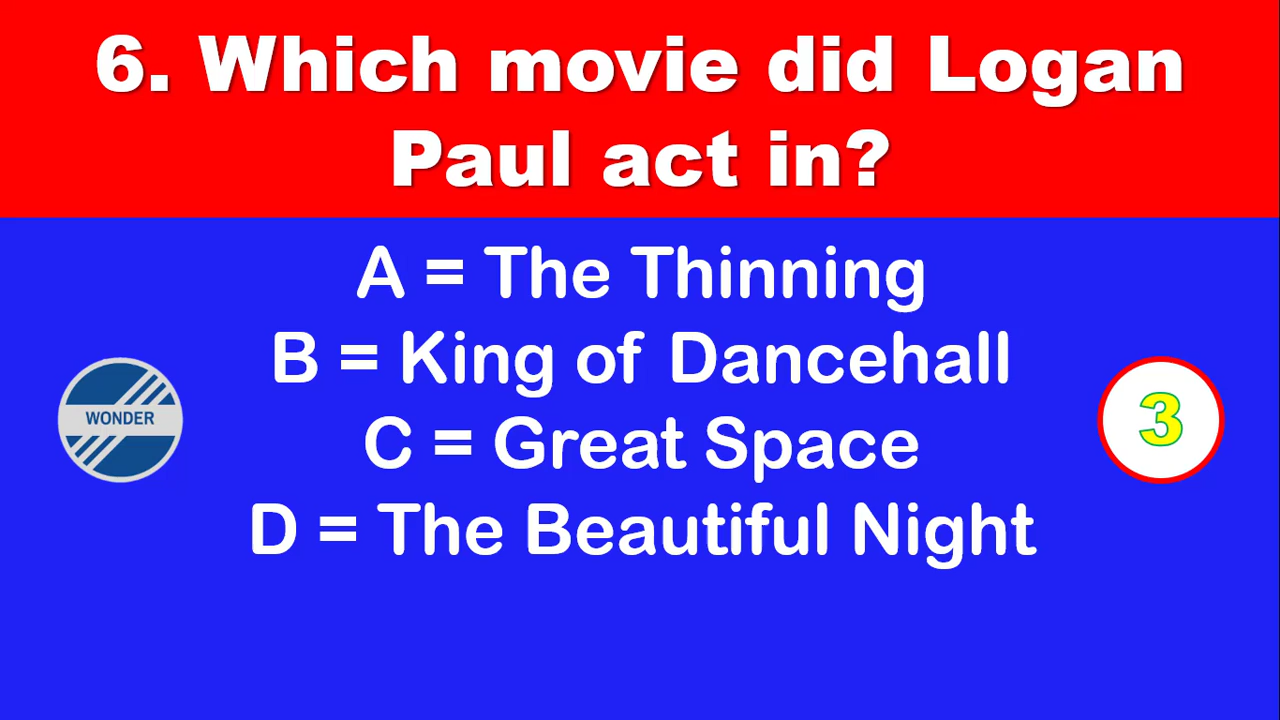 6. Which movie did Logan
Paul act in?
A = The Thinning
B = King of Dancehall
WONDER
C = Great Space
3
D = The Beautiful Night